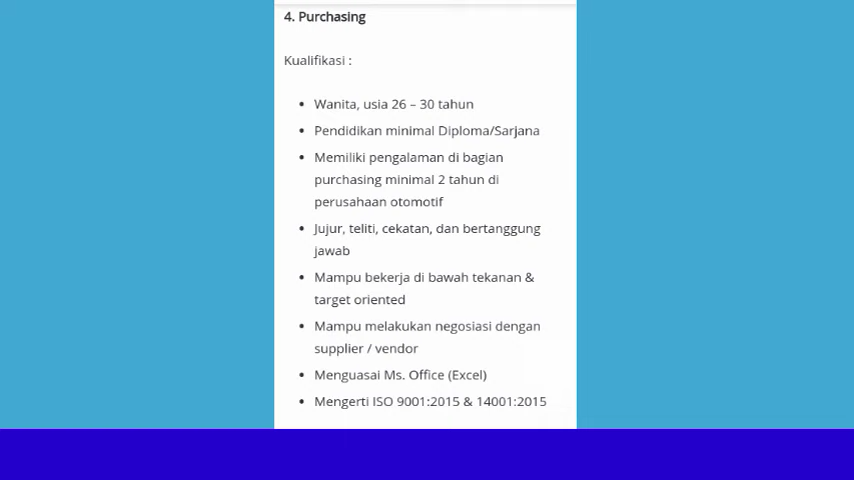 4. Purchasing
Kualifikasi :
• Wanita, usia 26 – 30 tahun
• Pendidikan minimal Diploma/Sarjana
• Memiliki pengalaman di bagian
purchasing minimal 2 tahun di
perusahaan otomotif
• Jujur, teliti, cekatan, dan bertanggung
jawab
• Mampu bekerja di bawah tekanan &
target oriented
• Mampu melakukan negosiasi dengan
supplier / vendor
• Menguasai Ms. Office (Excel)
• Mengerti ISO 9001:2015 & 14001:2015